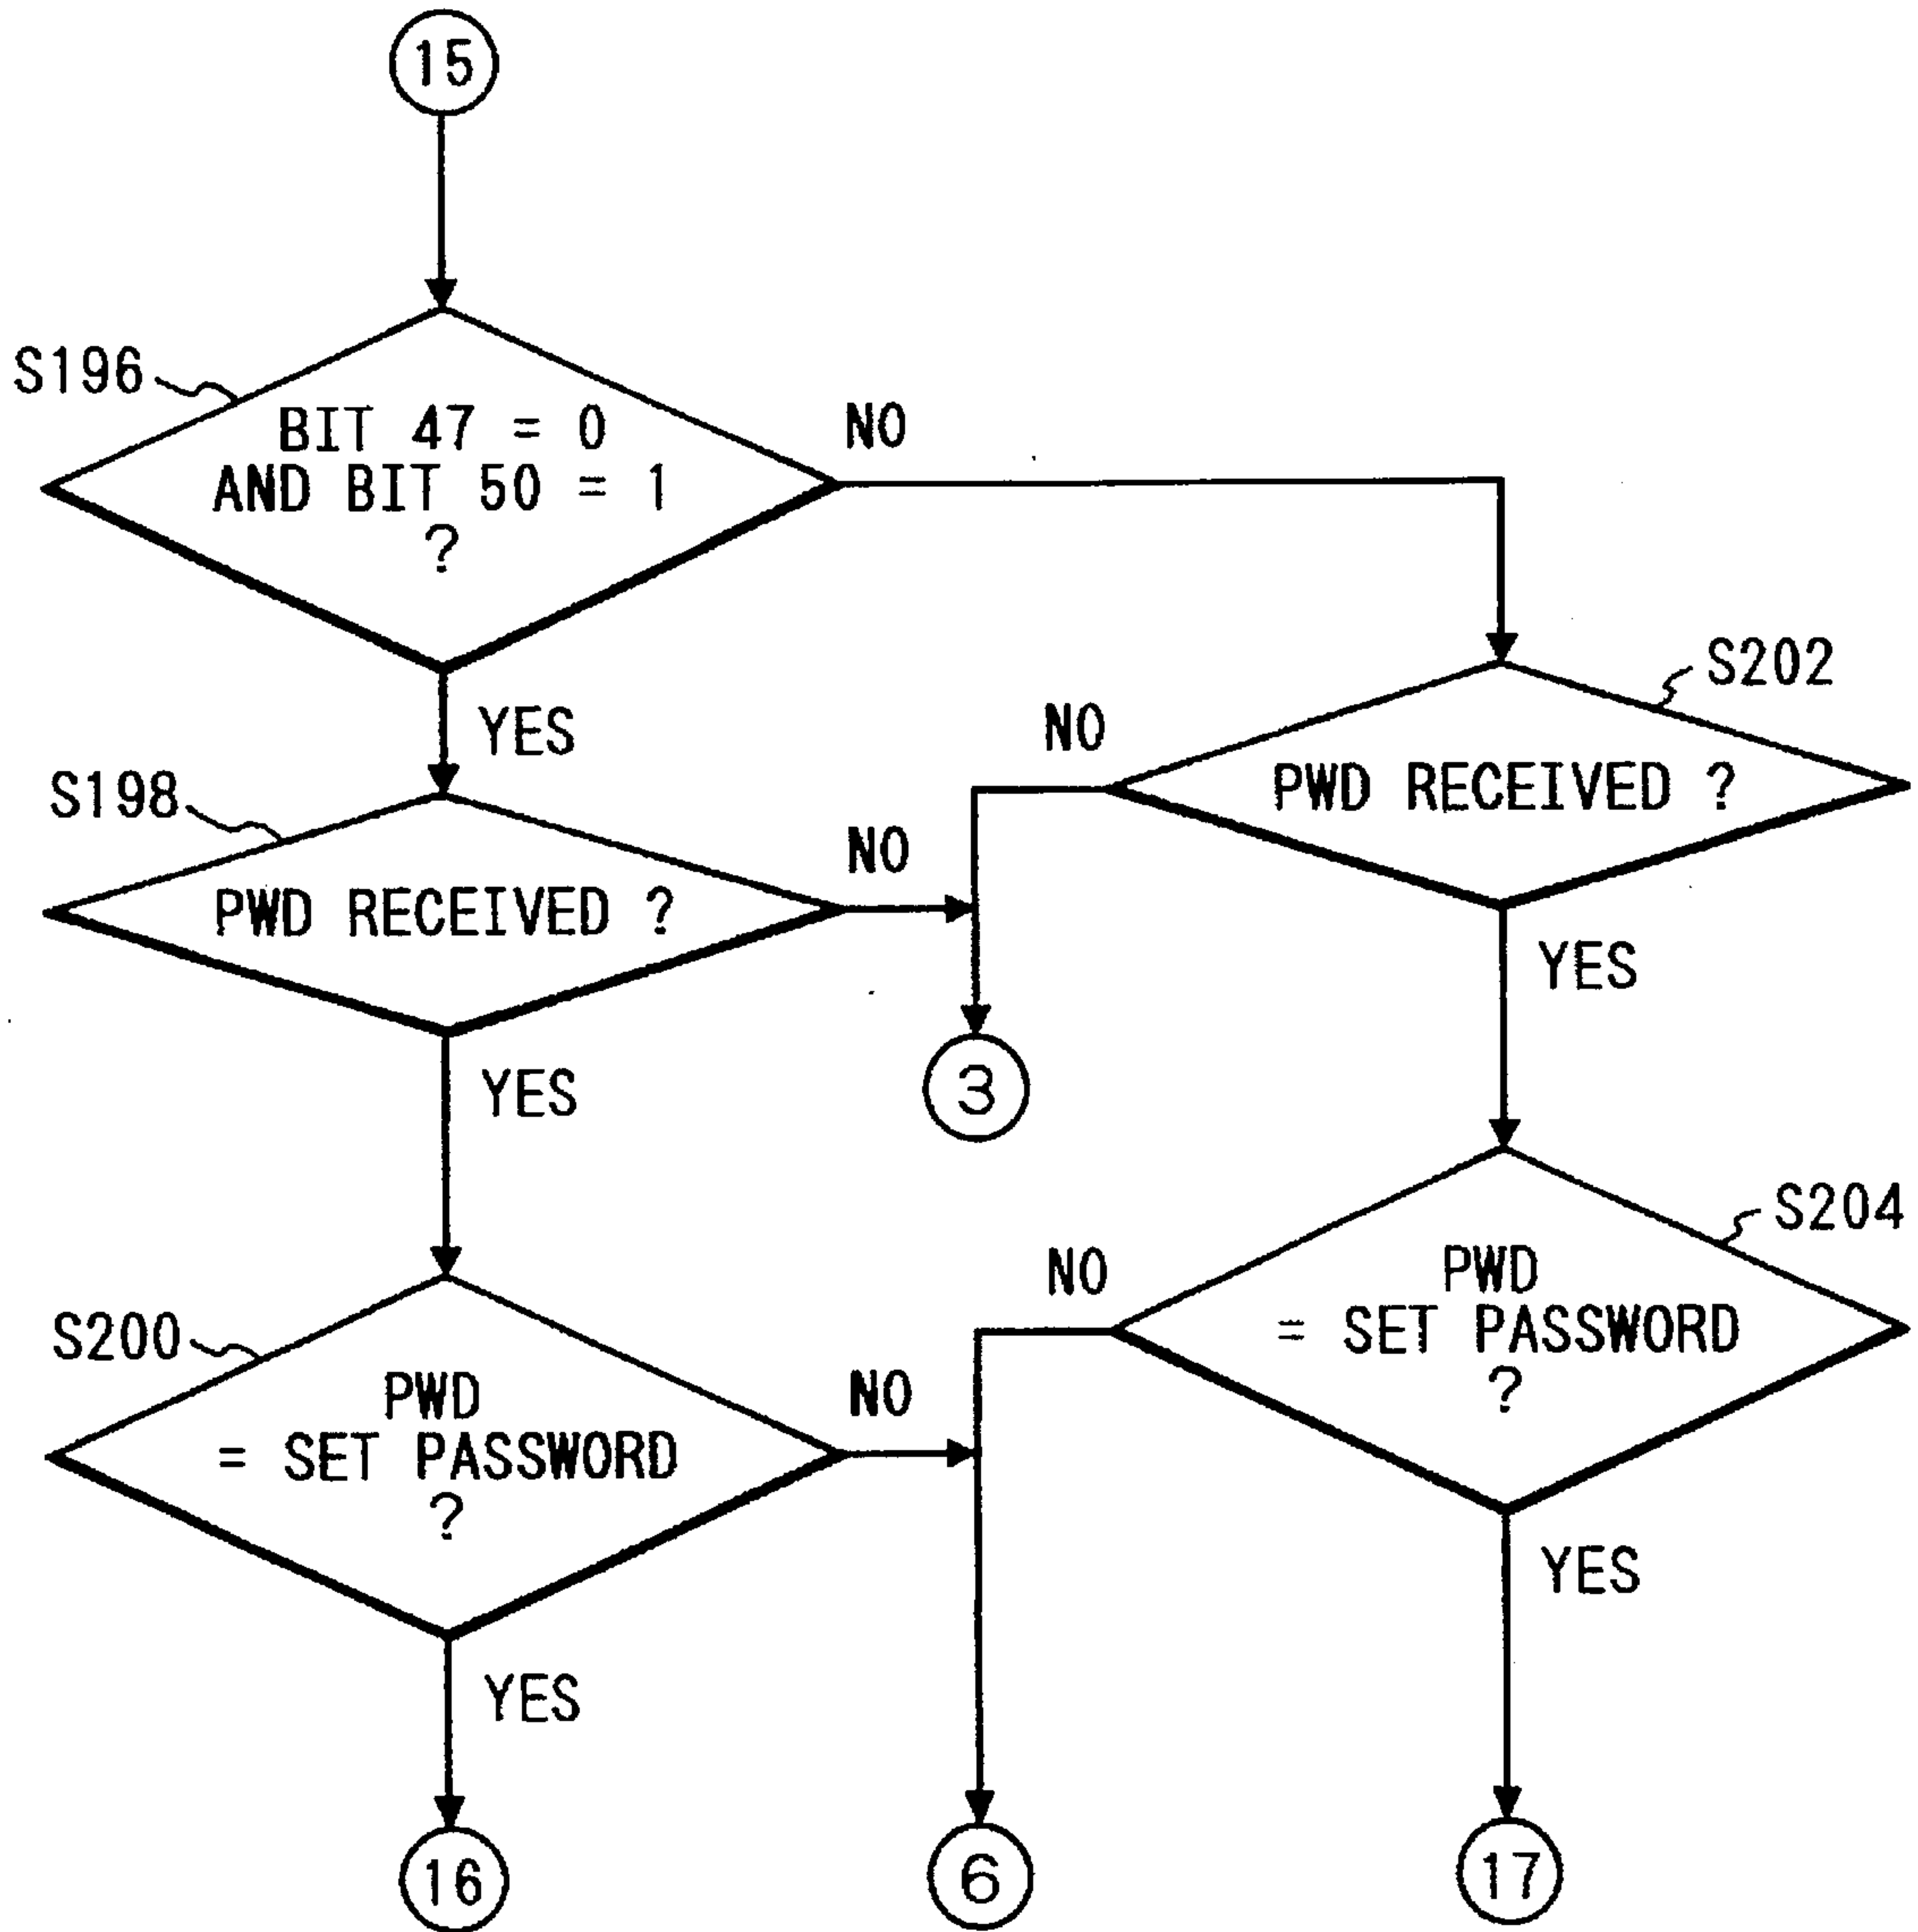 15
S196
BIT 47 = 0
AND BIT 50 = 1
?
NO
YES
S202
NO
PWD RECEIVED ?
YES
S198
PWD RECEIVED ?
NO
YES
3
S204
NO
PWD
= SET PASSWORD
?
YES
S200
PWD
= SET PASSWORD
?
NO
YES
16
6
17